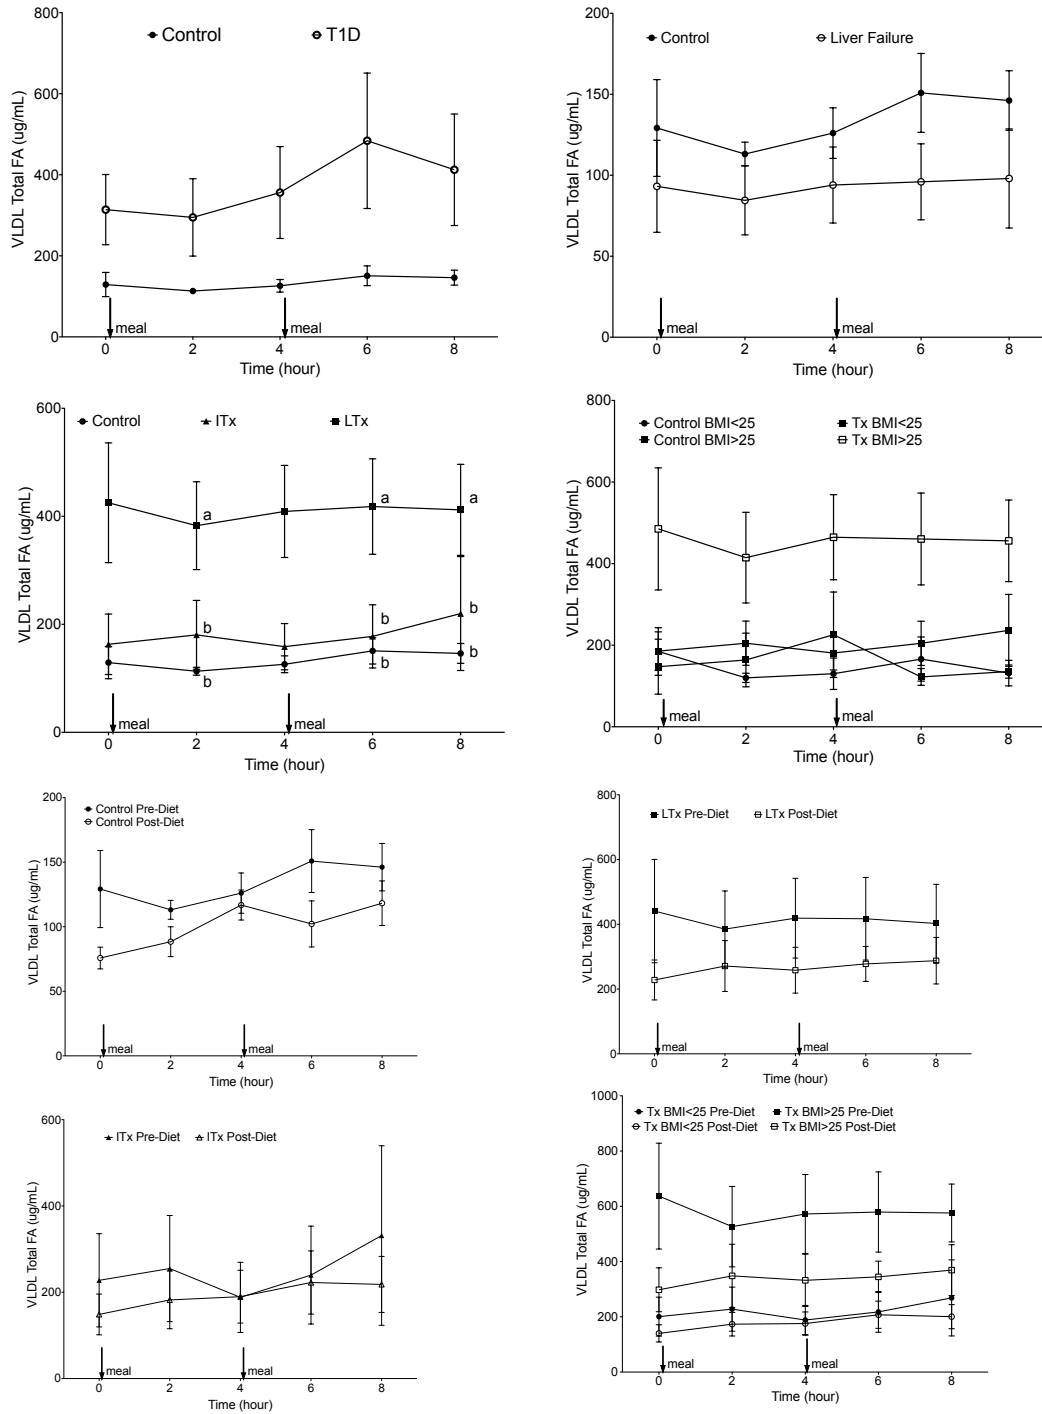 Control T1D
VLDL Total FA (ug/mL)
800
600
400
200
0
meal meal
0 2 4 6 8
Time (hour)
Control Liver Failure
VLDL Total FA (ug/mL)
200
150
100
50
0
meal meal
0 2 4 6 8
Time (hour)
Control ITx LTx
VLDL Total FA (ug/mL)
600
400
200
0
a a a
b b b
b b
meal meal
0 2 4 6 8
Time (hour)
Control BMI<25 Tx BMI<25
Control BMI>25 Tx BMI>25
VLDL Total FA (ug/mL)
800
600
400
200
0
meal meal
0 2 4 6 8
Time (hour)
Control Pre-Diet
Control Post-Diet
VLDL Total FA (ug/mL)
200
150
100
50
0
meal meal
0 2 4 6 8
Time (hour)
LTx Pre-Diet LTx Post-Diet
VLDL Total FA (ug/mL)
800
600
400
200
0
meal meal
0 2 4 6 8
Time (hour)
ITx Pre-Diet ITx Post-Diet
VLDL Total FA (ug/mL)
600
400
200
0
meal meal
0 2 4 6 8
Time (hour)
Tx BMI<25 Pre-Diet Tx BMI>25 Pre-Diet
Tx BMI<25 Post-Diet Tx BMI>25 Post-Diet
VLDL Total FA (ug/mL)
1000
800
600
400
200
0
meal meal
0 2 4 6 8
Time (hour)